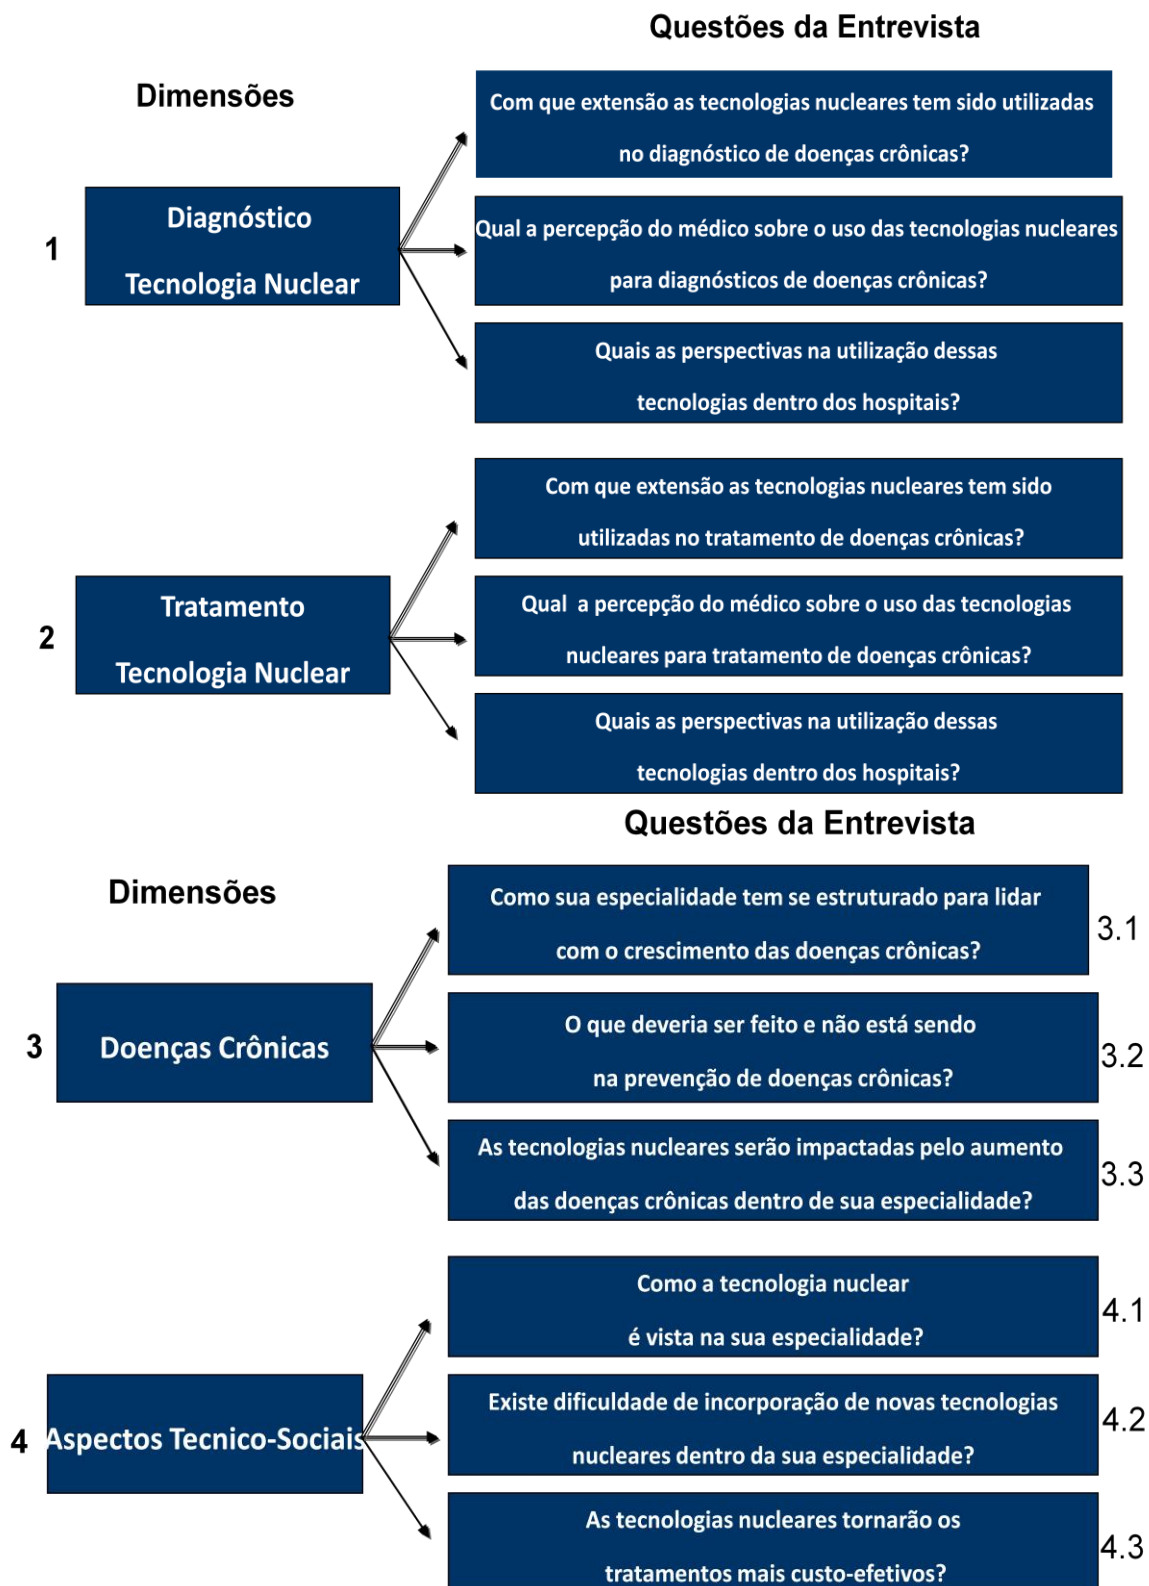 Questões da Entrevista
Dimensões
1
Diagnóstico
Tecnologia Nuclear
Com que extensão as tecnologias nucleares tem sido utilizadas
no diagnóstico de doenças crônicas?
Qual a percepção do médico sobre o uso das tecnologias nucleares
para diagnósticos de doenças crônicas?
Quais as perspectivas na utilização dessas
tecnologias dentro dos hospitais?
2
Tratamento
Tecnologia Nuclear
Com que extensão as tecnologias nucleares tem sido
utilizadas no tratamento de doenças crônicas?
Qual a percepção do médico sobre o uso das tecnologias
nucleares para tratamento de doenças crônicas?
Quais as perspectivas na utilização dessas
tecnologias dentro dos hospitais?
Questões da Entrevista
Dimensões
3
Doenças Crônicas
Como sua especialidade tem se estruturado para lidar
com o crescimento das doenças crônicas?
3.1
O que deveria ser feito e não está sendo
na prevenção de doenças crônicas?
3.2
As tecnologias nucleares serão impactadas pelo aumento
das doenças crônicas dentro de sua especialidade?
3.3
4
Aspectos Tecnico-Sociais
Como a tecnologia nuclear
é vista na sua especialidade?
4.1
Existe dificuldade de incorporação de novas tecnologias
nucleares dentro da sua especialidade?
4.2
As tecnologias nucleares tornarão os
tratamentos mais custo-efetivos?
4.3